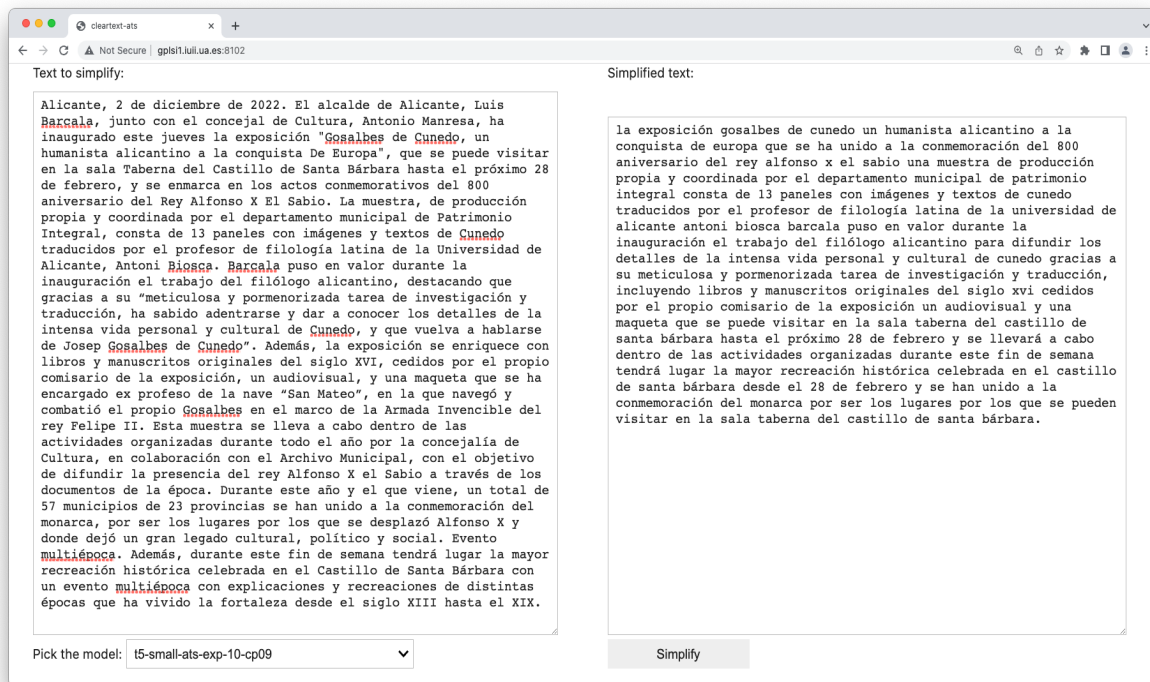 cleartext-ats
Not Secure gplsi1.iuii.ua.es:8102
Text to simplify:
Alicante, 2 de diciembre de 2022. El alcalde de Alicante, Luis
Barcala, junto con el concejal de Cultura, Antonio Manresa, ha
inaugurado este jueves la exposición "Gosalbes de Cunedo, un
humanista alicantino a la conquista De Europa", que se puede visitar
en la sala Taberna del Castillo de Santa Bárbara hasta el próximo 28
de febrero, y se enmarca en los actos conmemorativos del 800
aniversario del Rey Alfonso X El Sabio. La muestra, de producción
propia y coordinada por el departamento municipal de Patrimonio
Integral, consta de 13 paneles con imágenes y textos de Cunedo
traducidos por el profesor de filología latina de la Universidad de
Alicante, Antoni Biosca. Barcala puso en valor durante la
inauguración el trabajo del filólogo alicantino, destacando que
gracias a su “meticulosa y pormenorizada tarea de investigación y
traducción, ha sabido adentrarse y dar a conocer los detalles de la
intensa vida personal y cultural de Cunedo, y que vuelva a hablarse
de Josep Gosalbes de Cunedo”. Además, la exposición se enriquece con
libros y manuscritos originales del siglo XVI, cedidos por el propio
comisario de la exposición, un audiovisual, y una maqueta que se ha
encargado ex profeso de la nave “San Mateo”, en la que navegó y
combatió el propio Gosalbes en el marco de la Armada Invencible del
rey Felipe II. Esta muestra se lleva a cabo dentro de las
actividades organizadas durante todo el año por la concejalía de
Cultura, en colaboración con el Archivo Municipal, con el objetivo
de difundir la presencia del rey Alfonso X el Sabio a través de los
documentos de la época. Durante este año y el que viene, un total de
57 municipios de 23 provincias se han unido a la conmemoración del
monarca, por ser los lugares por los que se desplazó Alfonso X y
donde dejó un gran legado cultural, político y social. Evento
multiépoca. Además, durante este fin de semana tendrá lugar la mayor
recreación histórica celebrada en el Castillo de Santa Bárbara con
un evento multiépoca con explicaciones y recreaciones de distintas
épocas que ha vivido la fortaleza desde el siglo XIII hasta el XIX.
Pick the model: t5-small-ats-exp-10-cp09
Simplified text:
la exposición gosalbes de cunedo un humanista alicantino a la
conquista de europa que se ha unido a la conmemoración del 800
aniversario del rey alfonso x el sabio una muestra de producción
propia y coordinada por el departamento municipal de patrimonio
integral consta de 13 paneles con imágenes y textos de cunedo
traducidos por el profesor de filología latina de la universidad de
alicante antoni biosca barcala puso en valor durante la
inauguración el trabajo del filólogo alicantino para difundir los
detalles de la intensa vida personal y cultural de cunedo gracias a
su meticulosa y pormenorizada tarea de investigación y traducción,
incluyendo libros y manuscritos originales del siglo xvi cedidos
por el propio comisario de la exposición un audiovisual y una
maqueta que se puede visitar en la sala taberna del castillo de
santa bárbara hasta el próximo 28 de febrero y se llevará a cabo
dentro de las actividades organizadas durante este fin de semana
tendrá lugar la mayor recreación histórica celebrada en el castillo
de santa bárbara desde el 28 de febrero y se han unido a la
conmemoración del monarca por ser los lugares por los que se pueden
visitar en la sala taberna del castillo de santa bárbara.
Simplify